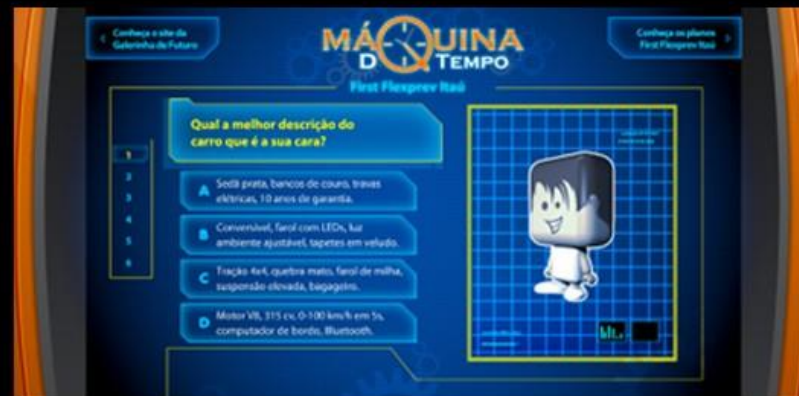 Conheça o site da
Galerinha do Futuro
MÁQUINA
DO TEMPO
Conheça os planos
First Flexprev Itaú
First Flexprev Itaú
Qual a melhor descrição do
carro que é a sua cara?
1
2
3
4
5
6
A Sedã prata, bancos de couro, travas
elétricas, 10 anos de garantia.
B Conversível, farol com LEDs, luz
ambiente ajustável, tapetes em veludo.
C Tração 4x4, quebra mato, farol de milha,
suspensão elevada, bagageiro.
D Motor V8, 315 cv, 0-100 km/h em 5s,
computador de bordo, Bluetooth.